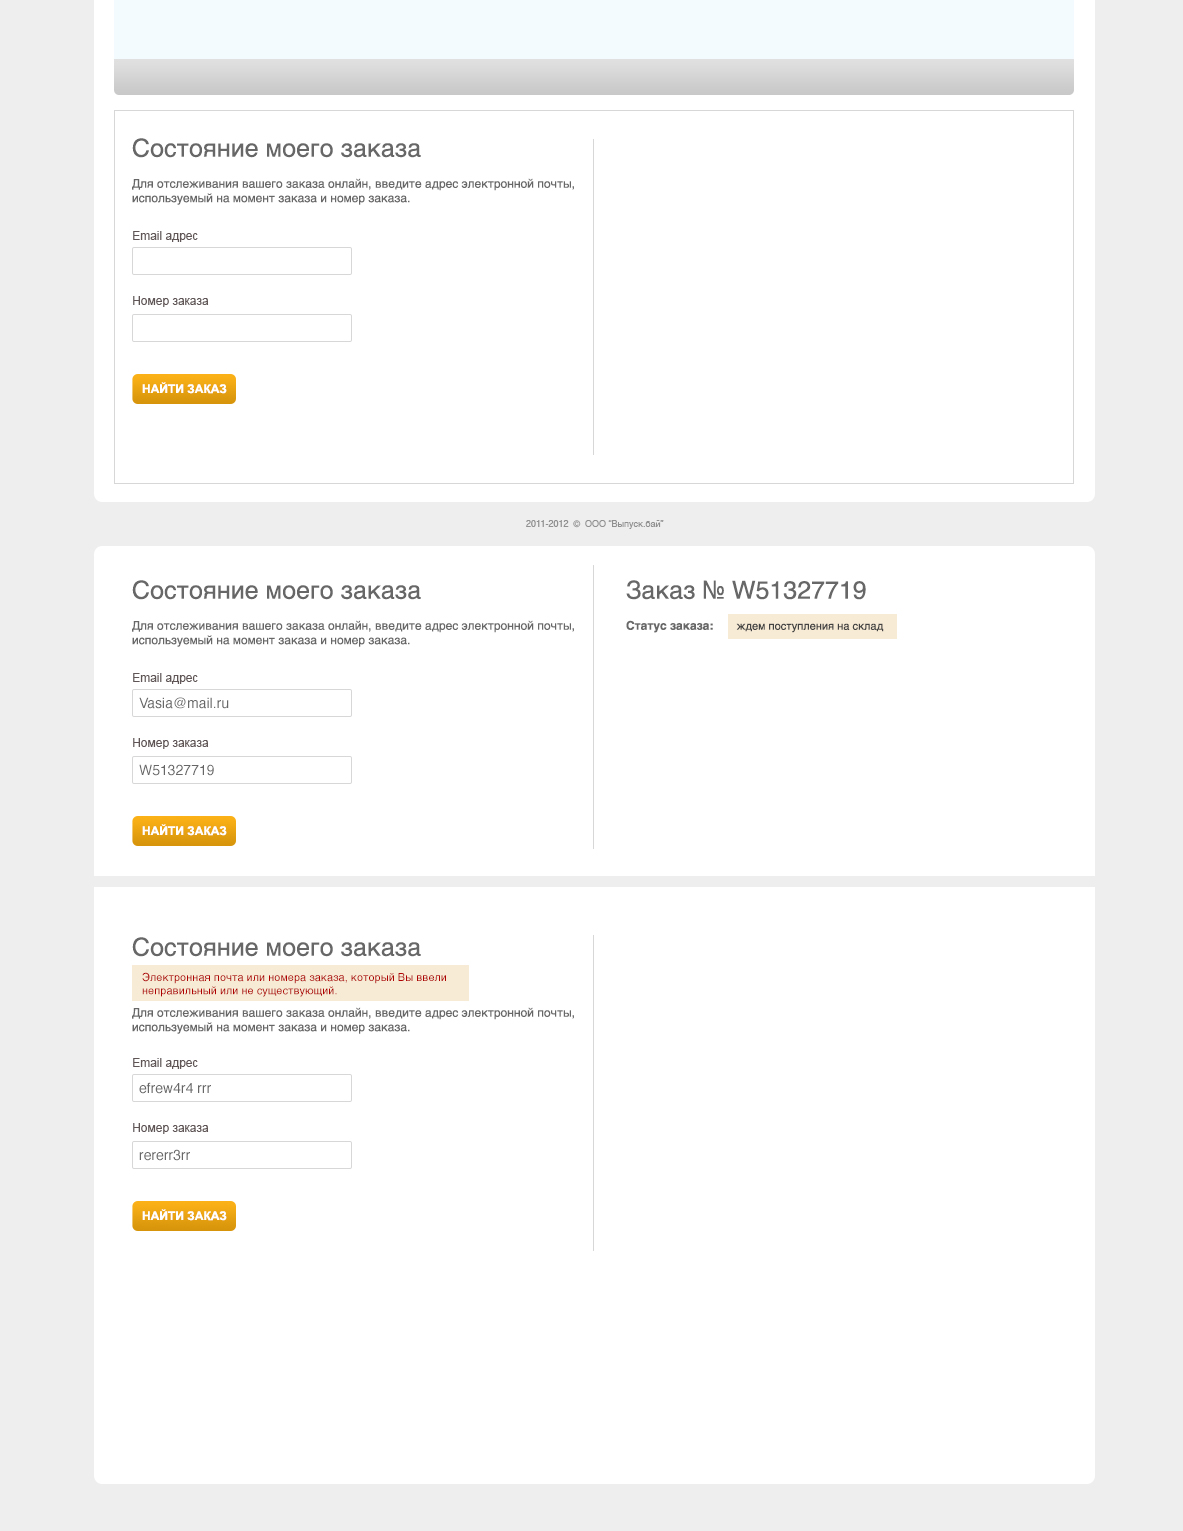 Состояние моего заказа
Для отслеживания вашего заказа онлайн, введите адрес электронной почты,
используемый на момент заказа и номер заказа.
Email адрес
Номер заказа
НАЙТИ ЗАКАЗ
2011-2012 © ООО "Выпуск.бай"
Состояние моего заказа
Для отслеживания вашего заказа онлайн, введите адрес электронной почты,
используемый на момент заказа и номер заказа.
Email адрес
Vasia@mail.ru
Номер заказа
W51327719
НАЙТИ ЗАКАЗ
Заказ № W51327719
Статус заказа: ждем поступления на склад
Состояние моего заказа
Электронная почта или номера заказа, который Вы ввели
неправильный или не существующий.
Для отслеживания вашего заказа онлайн, введите адрес электронной почты,
используемый на момент заказа и номер заказа.
Email адрес
efrew4r4 rrr
Номер заказа
rererr3rr
НАЙТИ ЗАКАЗ